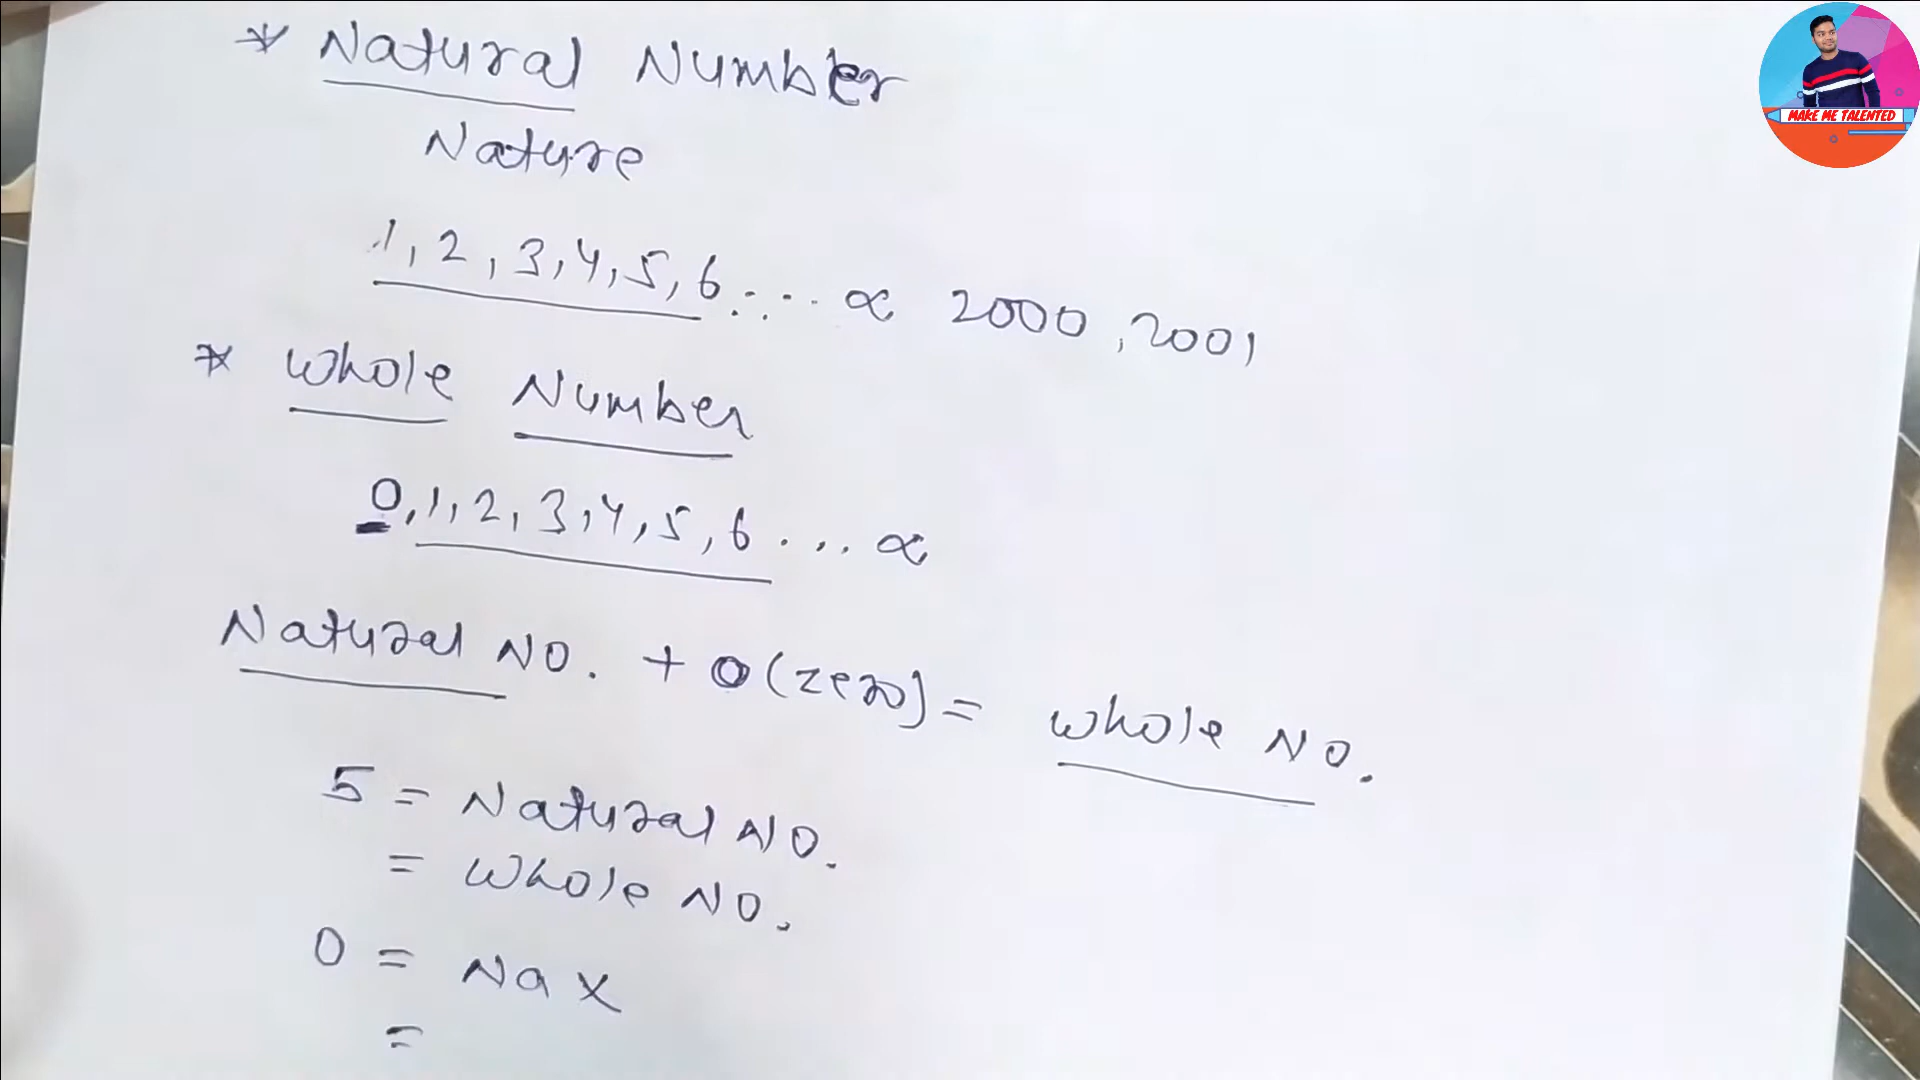 * Natural Number
Nature
1, 2, 3, 4, 5, 6 ..... ∝ 2000, 2001
* Whole Number
0, 1, 2, 3, 4, 5, 6 .... ∝
Natural NO. + 0 (zero) = whole NO.
5 = Natural NO.
= Whole NO.
0 = Na x
=
MAKE ME TALENTED